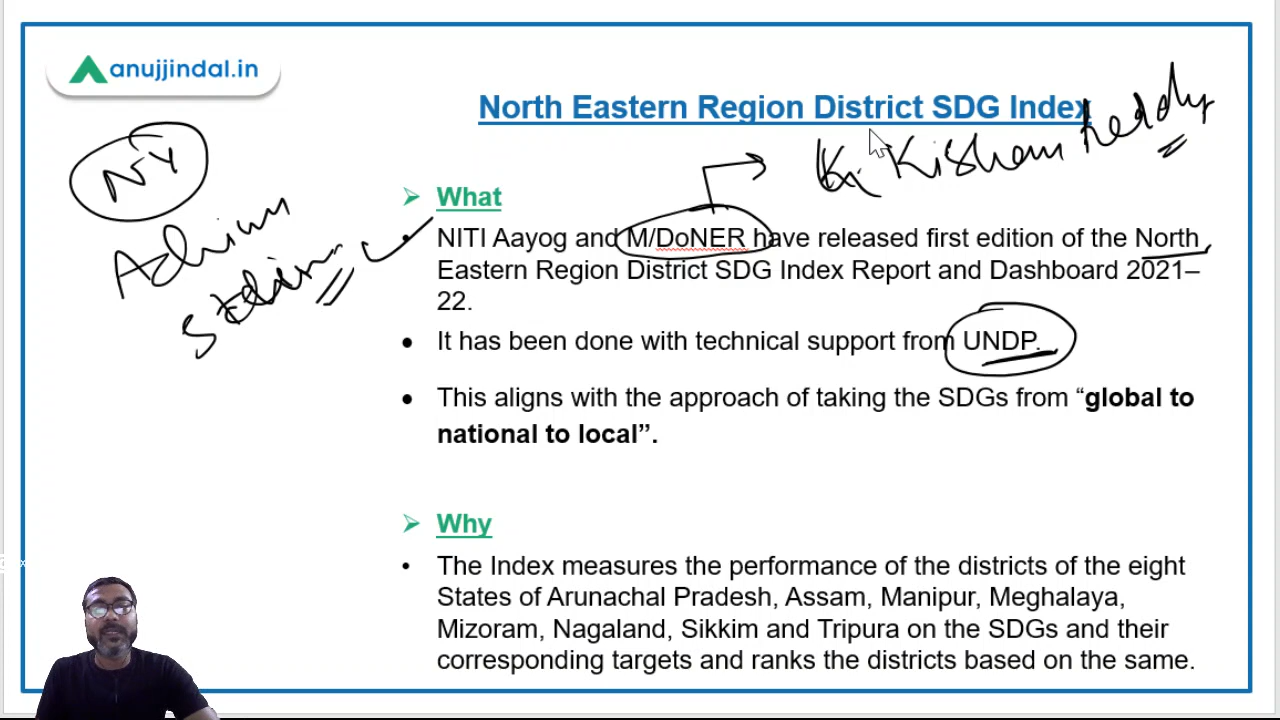 anujjindal.in
North Eastern Region District SDG Index
K. Kishan Reddy
NY
What
NITI Aayog and M/DoNER have released first edition of the North
Eastern Region District SDG Index Report and Dashboard 2021–
22.
It has been done with technical support from UNDP.
This aligns with the approach of taking the SDGs from “global to
national to local”.
Why
The Index measures the performance of the districts of the eight
States of Arunachal Pradesh, Assam, Manipur, Meghalaya,
Mizoram, Nagaland, Sikkim and Tripura on the SDGs and their
corresponding targets and ranks the districts based on the same.